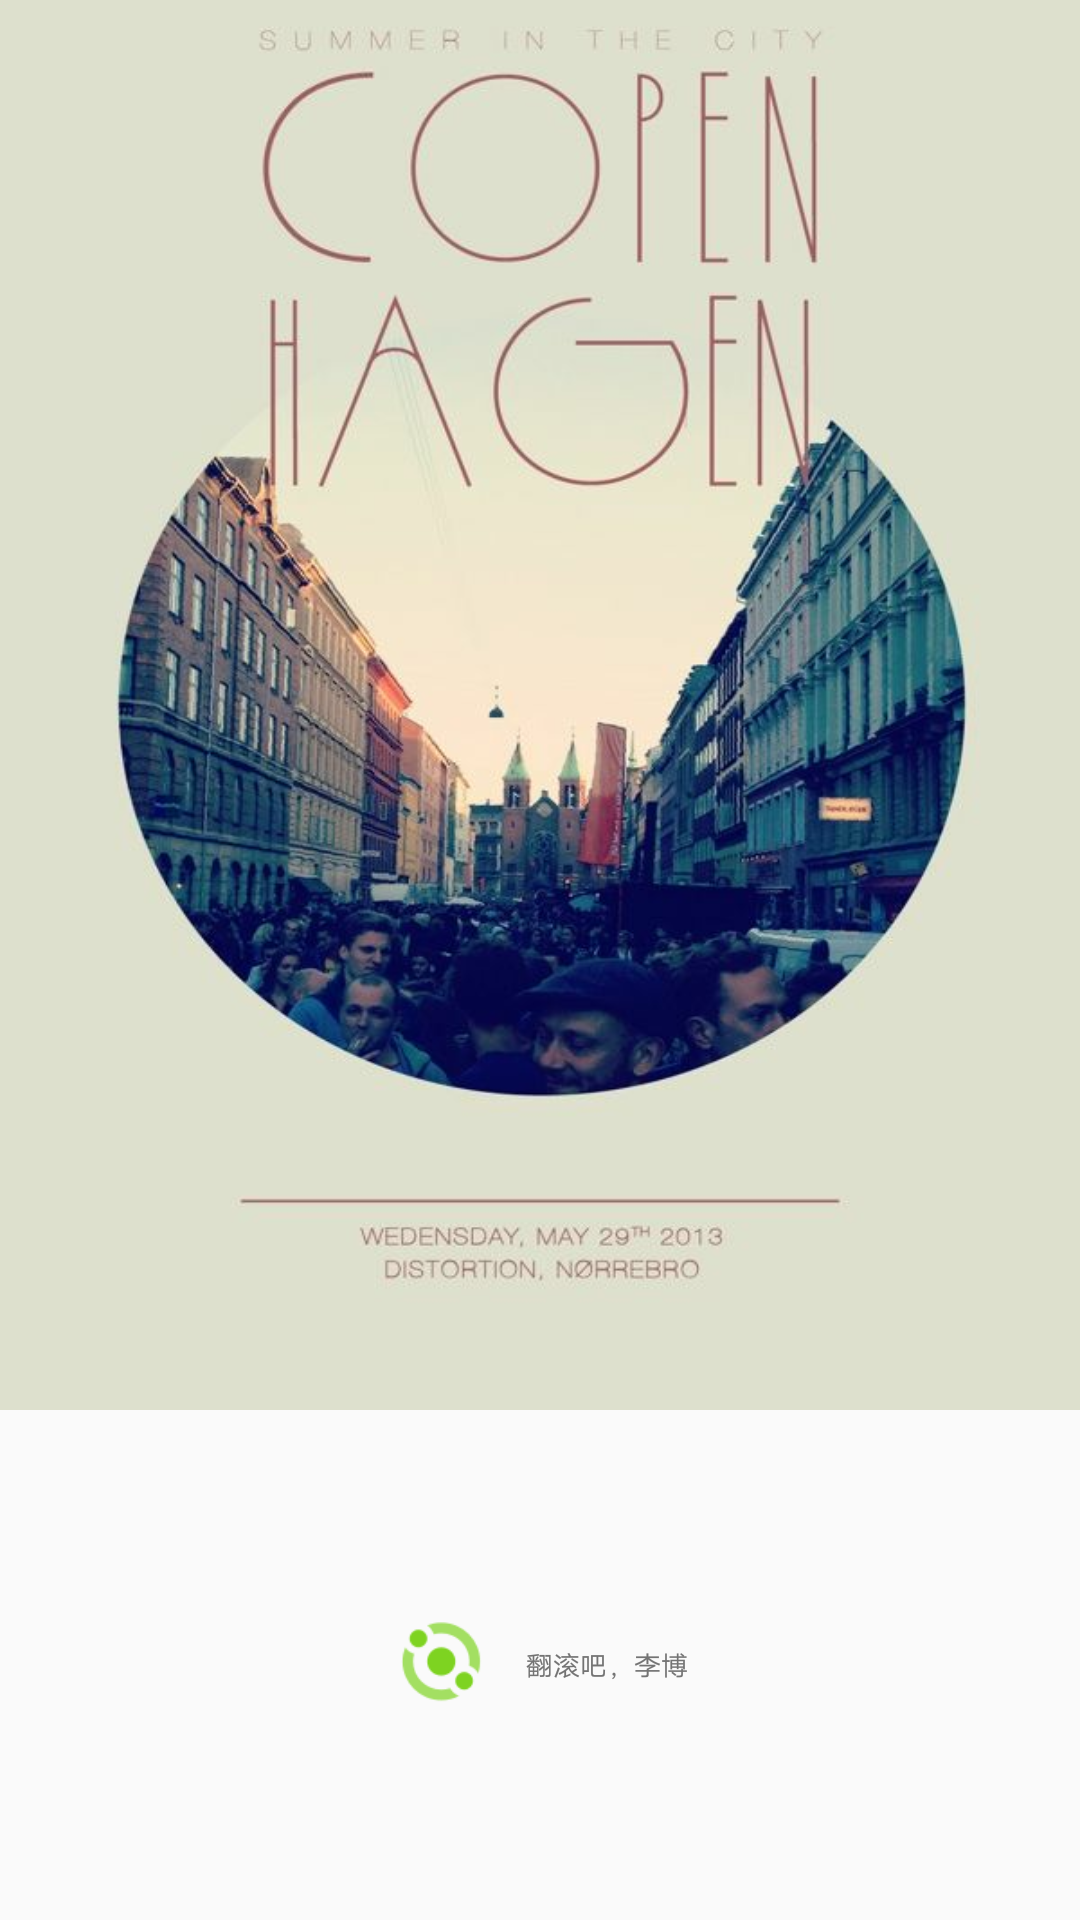 SUMMER IN THE CITY
COPEN
HAGEN
WEDENSDAY, MAY 29TH 2013
DISTORTION, NØRREBRO
翻滚吧，李博